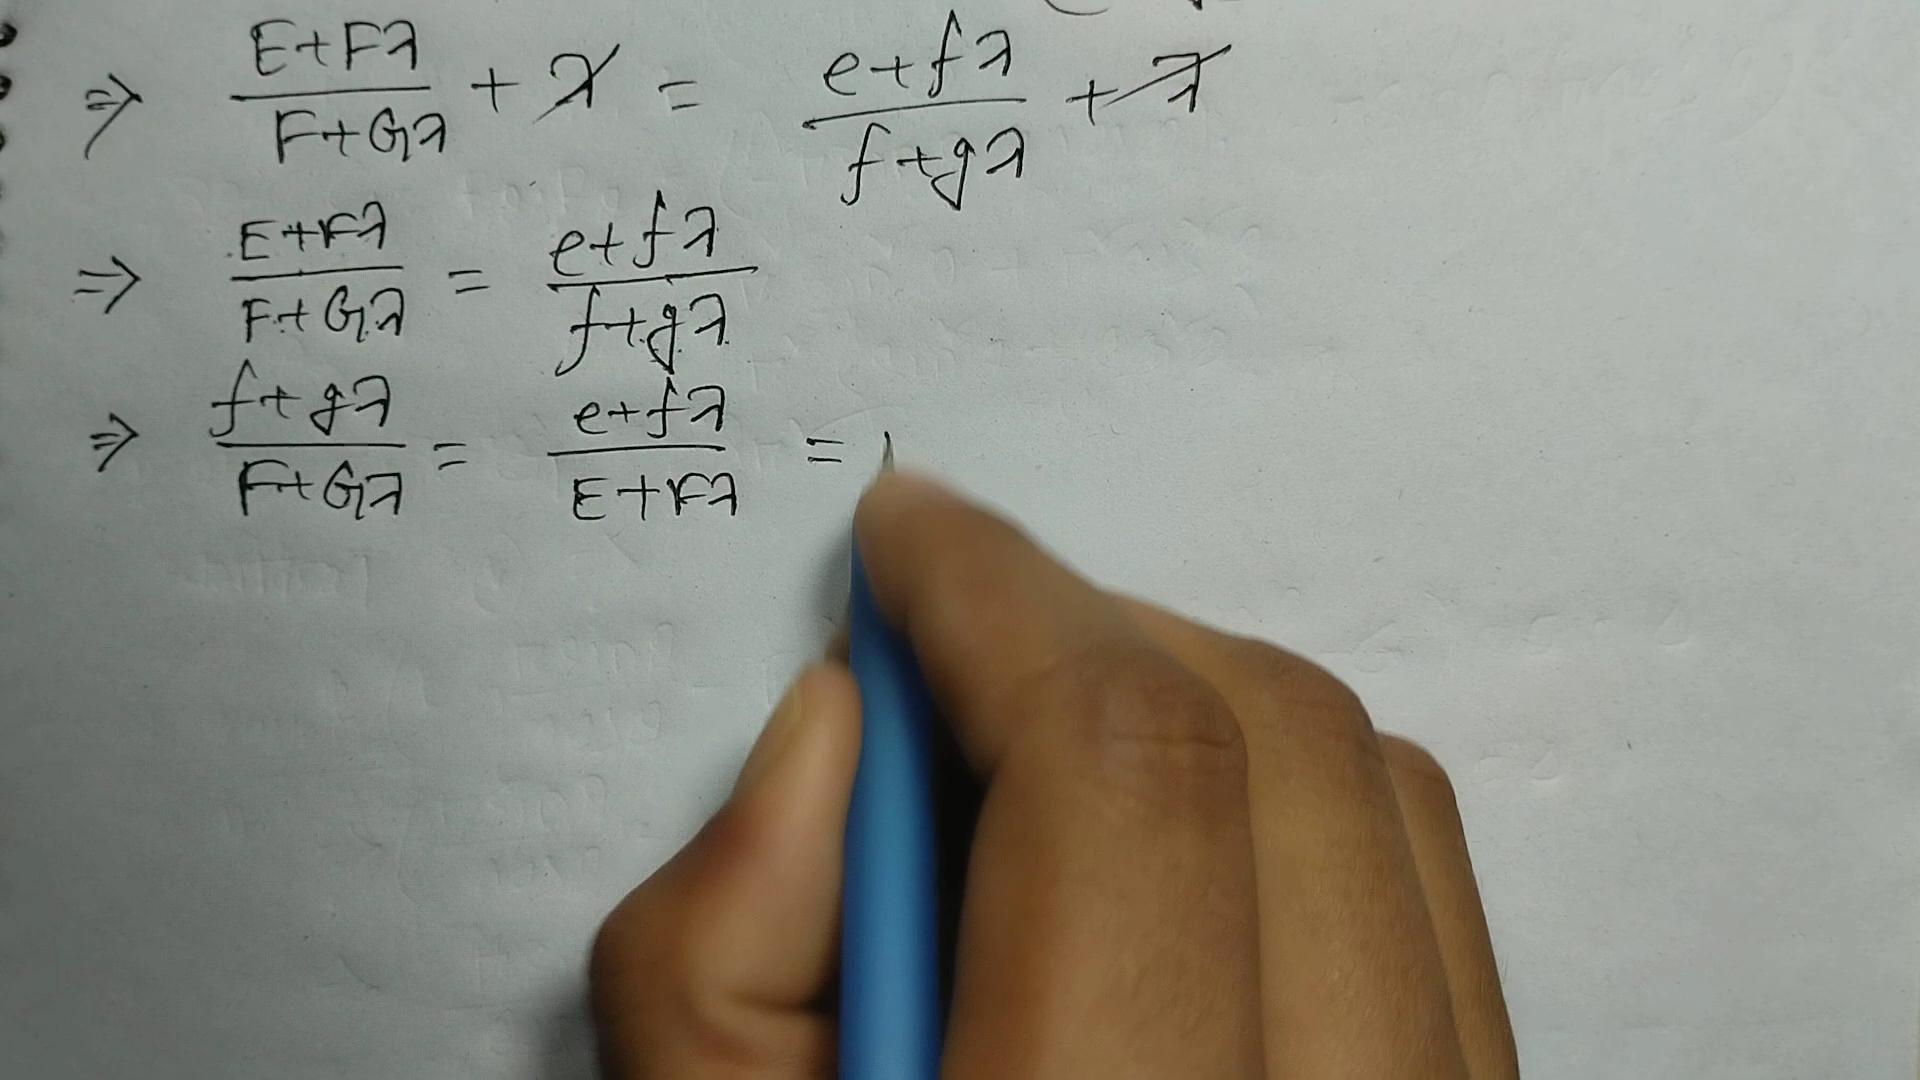 ⇒ (E+Fλ)/(F+Gλ) + λ = (e+fλ)/(f+gλ) + λ
⇒ (E+Fλ)/(F+Gλ) = (e+fλ)/(f+gλ)
⇒ (f+gλ)/(F+Gλ) = (e+fλ)/(E+Fλ) =